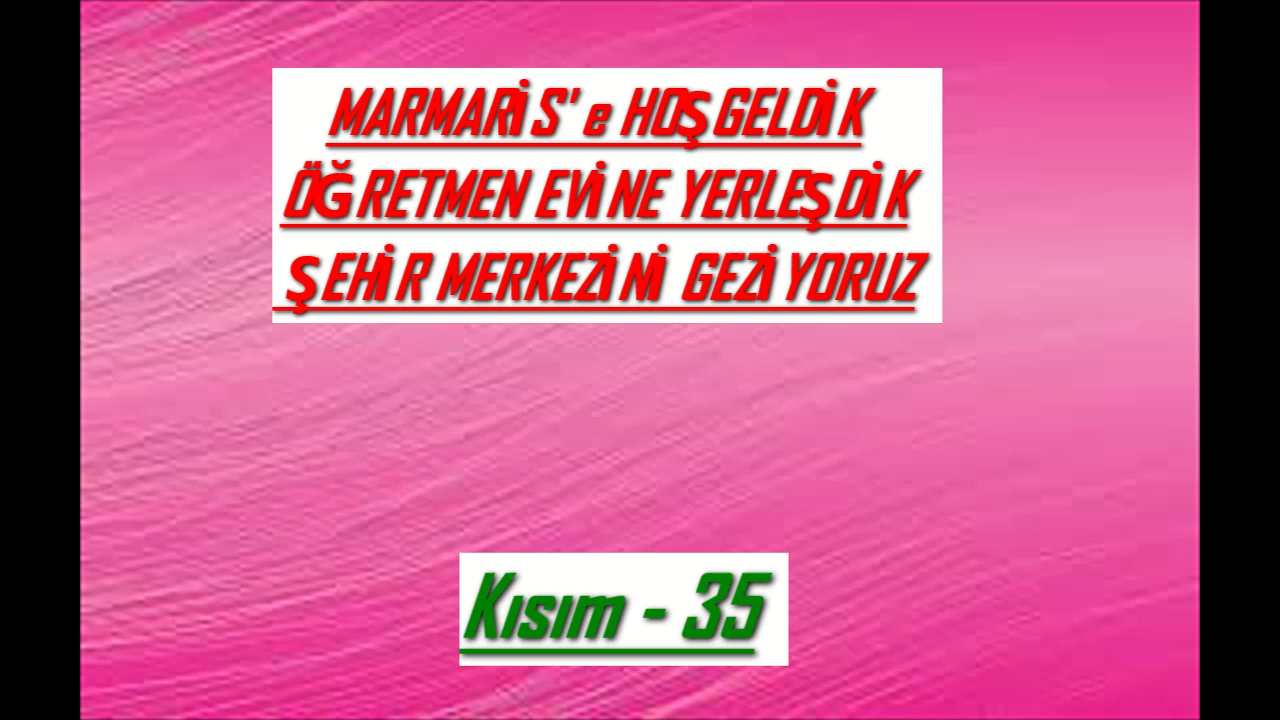 MARMARİS' e HOŞGELDİK
ÖĞRETMEN EVİNE YERLEŞDİK
ŞEHİR MERKEZİNİ GEZİYORUZ
Kısım - 35